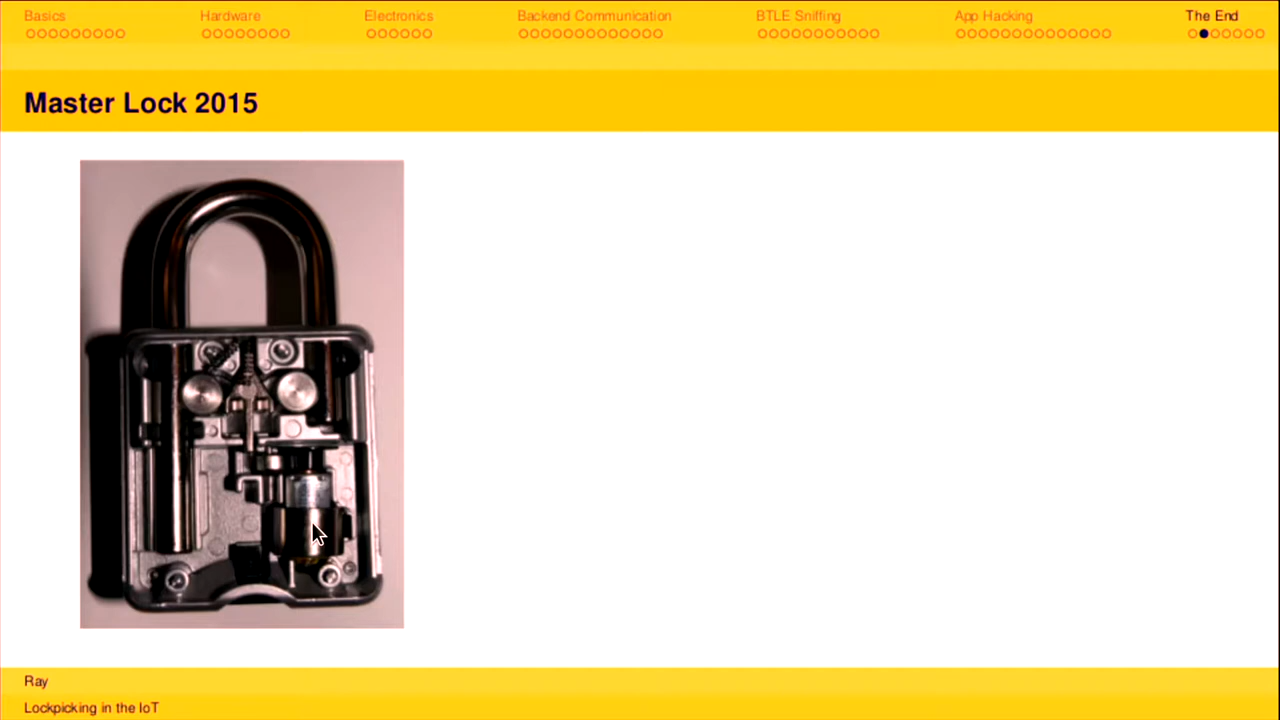 Basics Hardware Electronics Backend Communication BTLE Sniffing App Hacking The End
Master Lock 2015
Ray
Lockpicking in the IoT